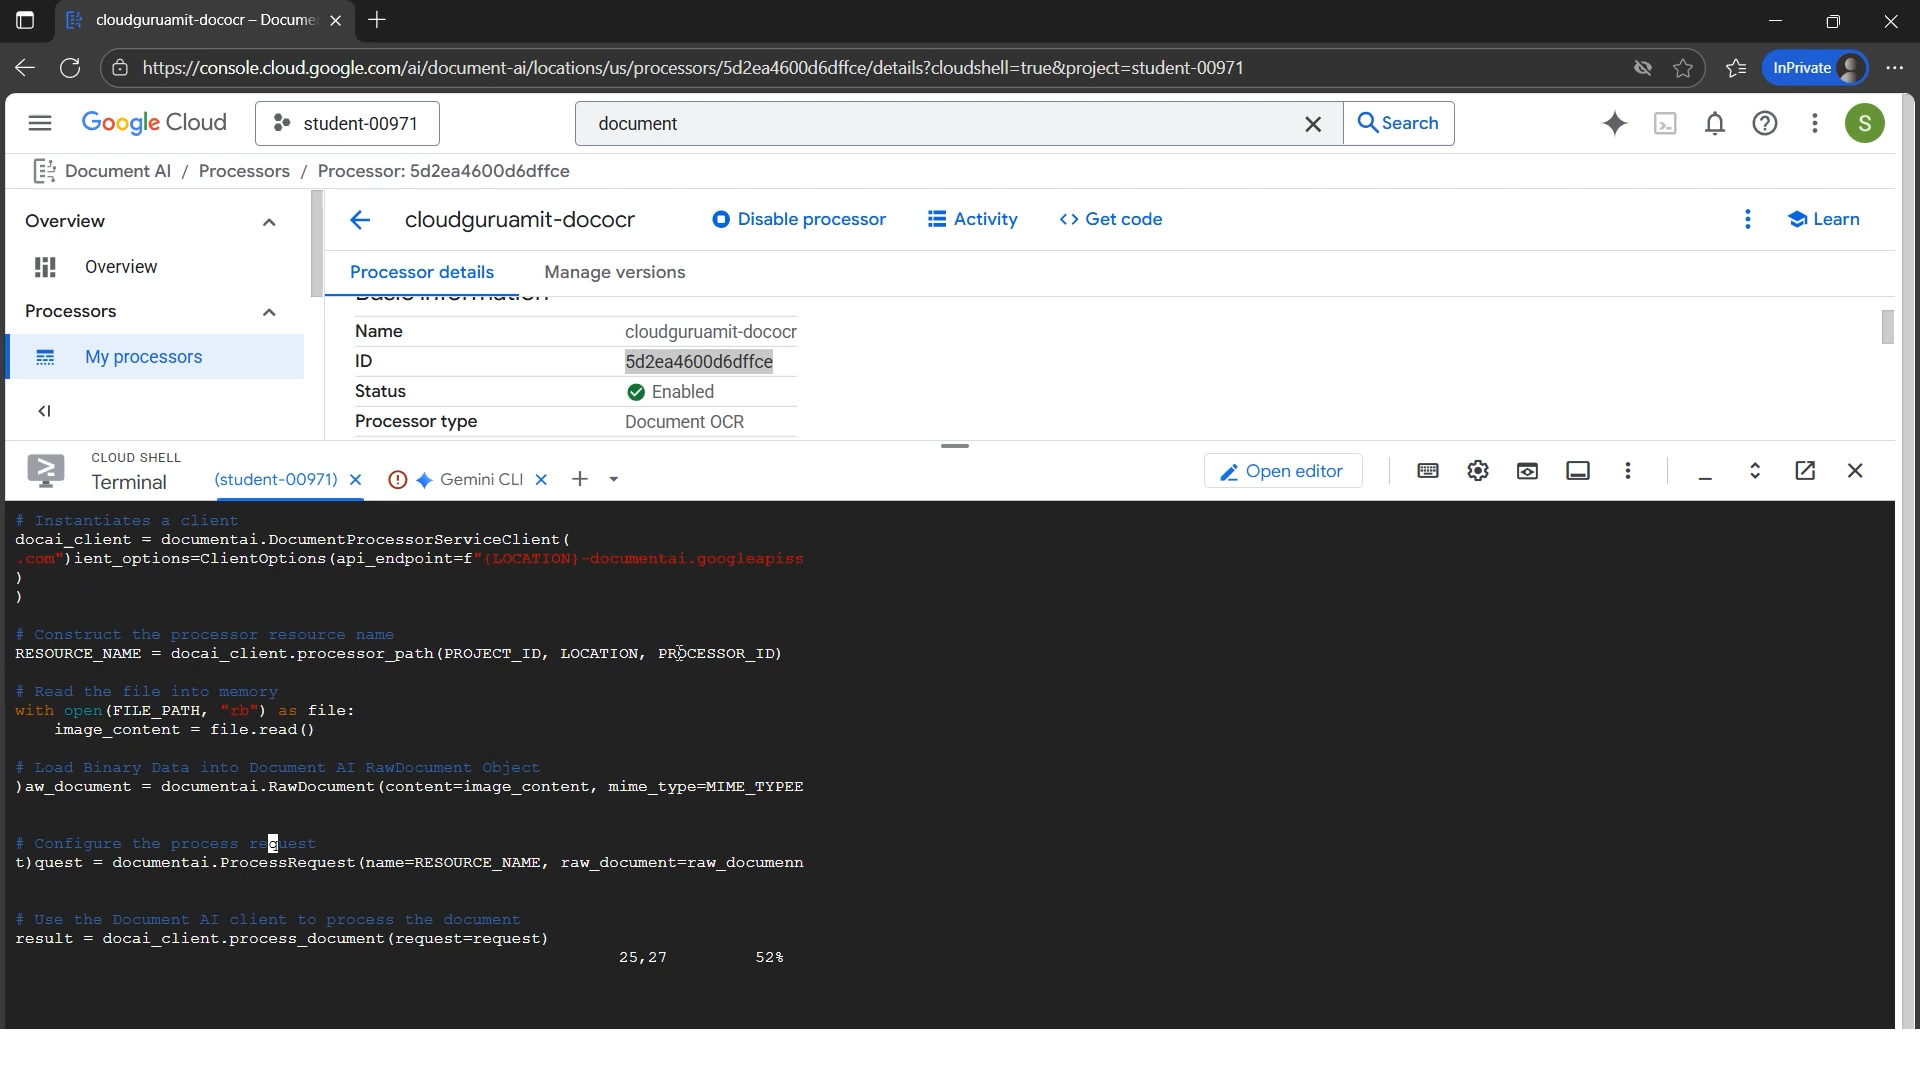 cloudguruamit-dococr – Docume
https://console.cloud.google.com/ai/document-ai/locations/us/processors/5d2ea4600d6dffce/details?cloudshell=true&project=student-00971
InPrivate
Google Cloud
student-00971
document
Search
S
Document AI / Processors / Processor: 5d2ea4600d6dffce
Overview
cloudguruamit-dococr
Disable processor
Activity
<> Get code
Learn
Overview
Processor details
Manage versions
Basic information
Processors
Name cloudguruamit-dococr
My processors
ID 5d2ea4600d6dffce
Status Enabled
Processor type Document OCR
CLOUD SHELL
Terminal
(student-00971)
Gemini CLI
Open editor
# Instantiates a client
docai_client = documentai.DocumentProcessorServiceClient(
.com")ient_options=ClientOptions(api_endpoint=f"{LOCATION}-documentai.googleapiss
)
)
# Construct the processor resource name
RESOURCE_NAME = docai_client.processor_path(PROJECT_ID, LOCATION, PROCESSOR_ID)
# Read the file into memory
with open(FILE_PATH, "rb") as file:
    image_content = file.read()
# Load Binary Data into Document AI RawDocument Object
)aw_document = documentai.RawDocument(content=image_content, mime_type=MIME_TYPEE
# Configure the process request
t)quest = documentai.ProcessRequest(name=RESOURCE_NAME, raw_document=raw_documenn
# Use the Document AI client to process the document
result = docai_client.process_document(request=request)
25,27 52%